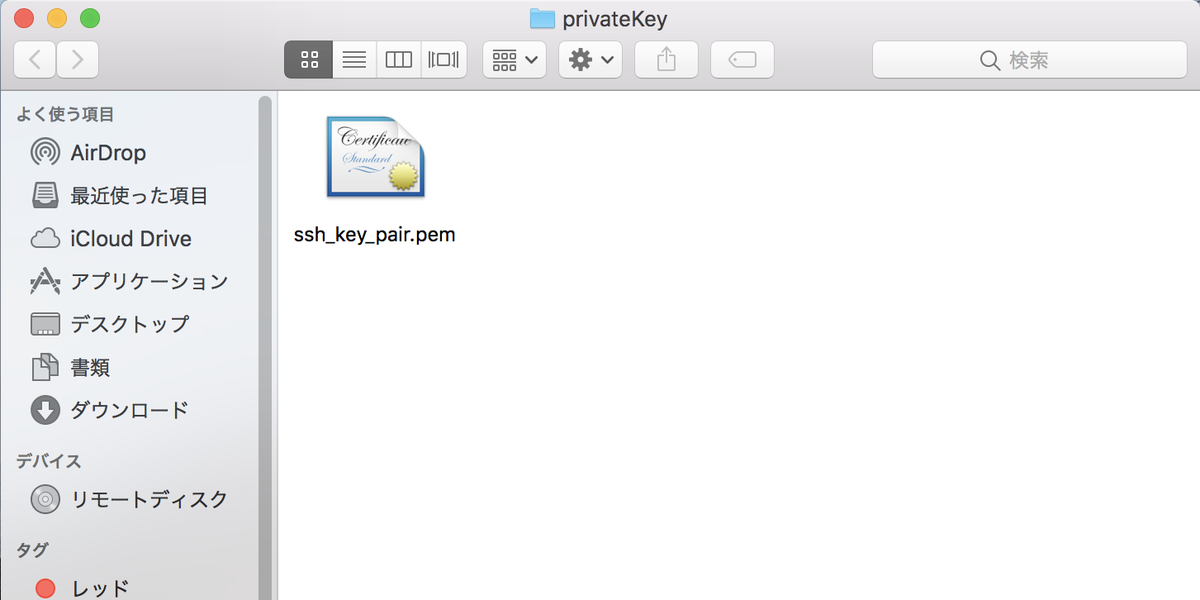 privateKey
検索
よく使う項目
AirDrop
最近使った項目
iCloud Drive
アプリケーション
デスクトップ
書類
ダウンロード
デバイス
リモートディスク
タグ
レッド
Certificate
Standard
ssh_key_pair.pem